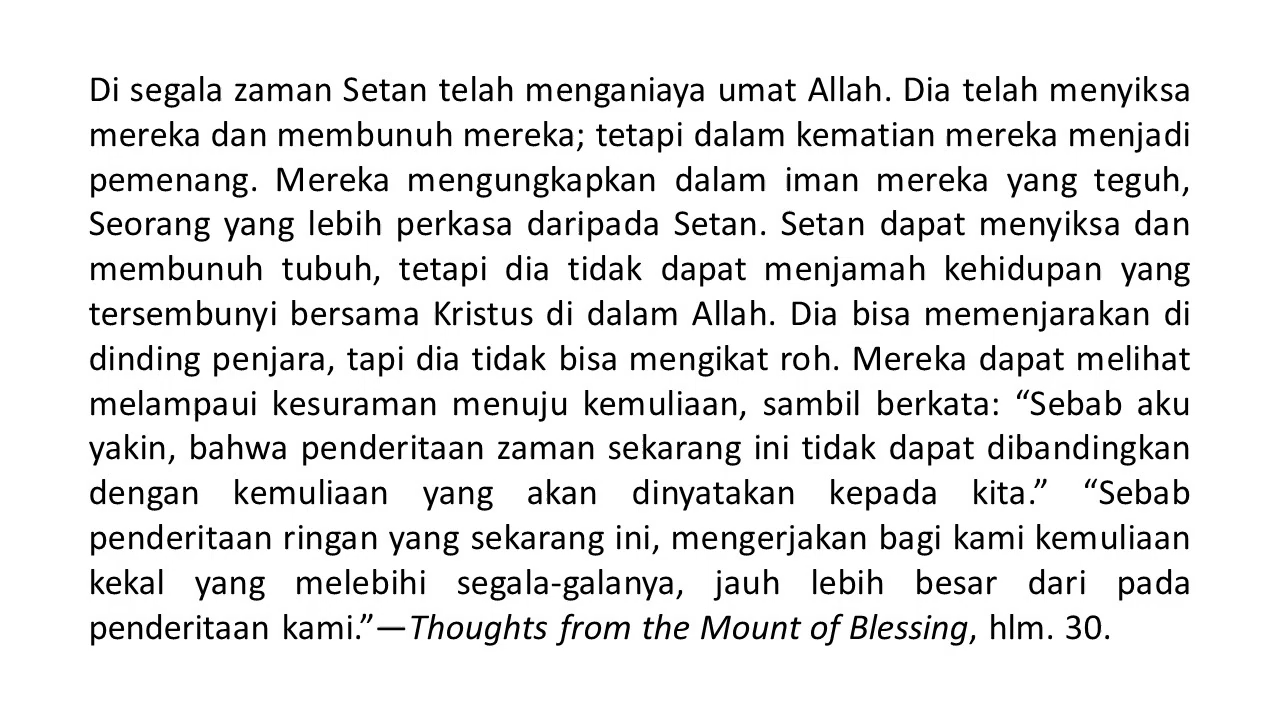 Di segala zaman Setan telah menganiaya umat Allah. Dia telah menyiksa
mereka dan membunuh mereka; tetapi dalam kematian mereka menjadi
pemenang. Mereka mengungkapkan dalam iman mereka yang teguh,
Seorang yang lebih perkasa daripada Setan. Setan dapat menyiksa dan
membunuh tubuh, tetapi dia tidak dapat menjamah kehidupan yang
tersembunyi bersama Kristus di dalam Allah. Dia bisa memenjarakan di
dinding penjara, tapi dia tidak bisa mengikat roh. Mereka dapat melihat
melampaui kesuraman menuju kemuliaan, sambil berkata: “Sebab aku
yakin, bahwa penderitaan zaman sekarang ini tidak dapat dibandingkan
dengan kemuliaan yang akan dinyatakan kepada kita.” “Sebab
penderitaan ringan yang sekarang ini, mengerjakan bagi kami kemuliaan
kekal yang melebihi segala-galanya, jauh lebih besar dari pada
penderitaan kami.”—Thoughts from the Mount of Blessing, hlm. 30.